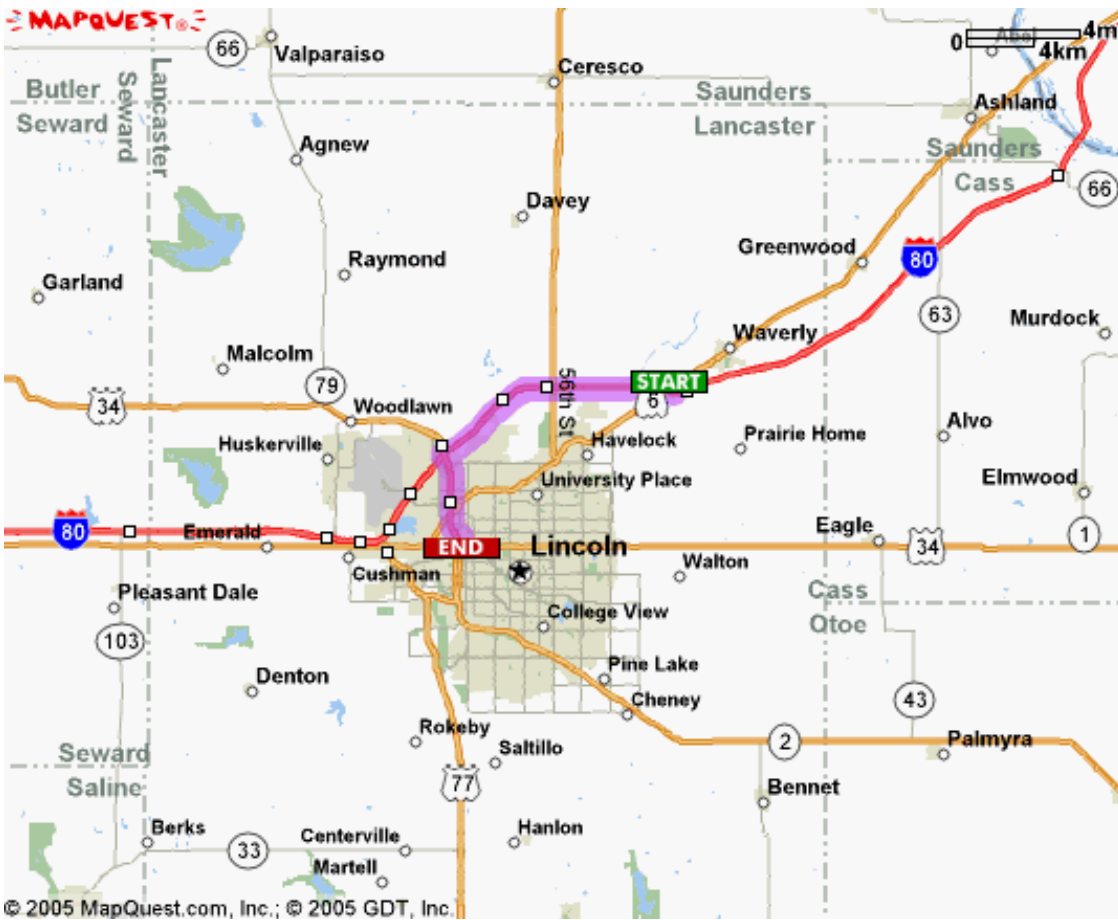 MAPQUEST®
66
Valparaiso
0
4m
4km
Abel
Ceresco
Butler
Seward
Seward
Lancaster
Saunders
Lancaster
Ashland
Agnew
Saunders
Cass
66
Davey
Greenwood
80
Raymond
Garland
63
Murdock
Waverly
Malcolm
START
56th St
79
34
6
Woodlawn
Alvo
Huskerville
Havelock
Prairie Home
University Place
Elmwood
80
Emerald
Eagle
1
END
Lincoln
34
Cushman
Walton
Pleasant Dale
Cass
Otoe
103
College View
Denton
Pine Lake
43
Cheney
Rokeby
Saltillo
2
Palmyra
Seward
Saline
77
Bennet
Berks
Centerville
Hanlon
33
Martell
© 2005 MapQuest.com, Inc.; © 2005 GDT, Inc.